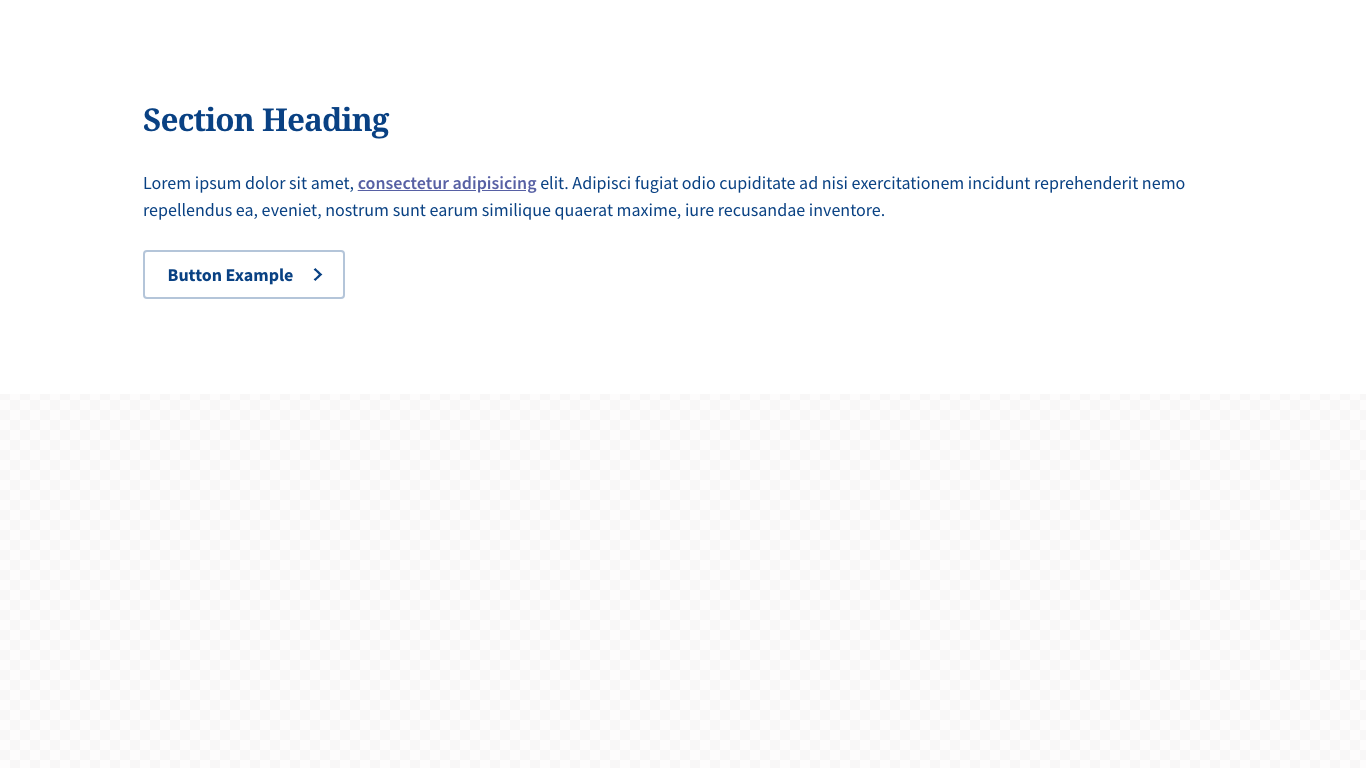 Section Heading
Lorem ipsum dolor sit amet, consectetur adipisicing elit. Adipisci fugiat odio cupiditate ad nisi exercitationem incidunt reprehenderit nemo
repellendus ea, eveniet, nostrum sunt earum similique quaerat maxime, iure recusandae inventore.
Button Example